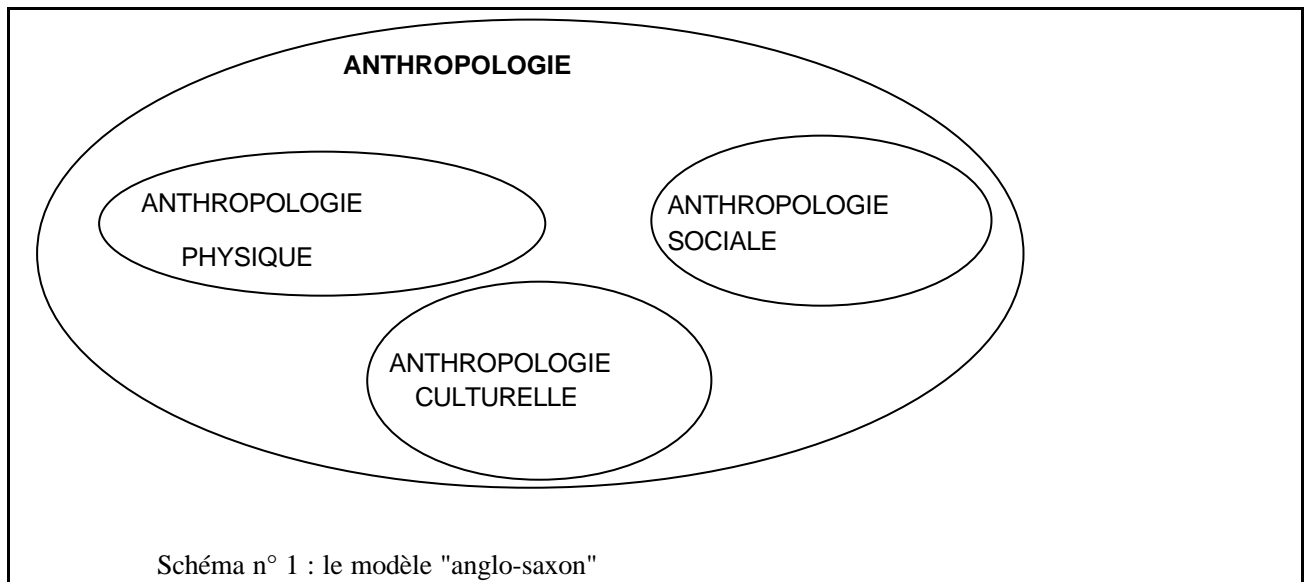 ANTHROPOLOGIE
ANTHROPOLOGIE
PHYSIQUE
ANTHROPOLOGIE
SOCIALE
ANTHROPOLOGIE
CULTURELLE
Schéma n° 1 : le modèle "anglo-saxon"